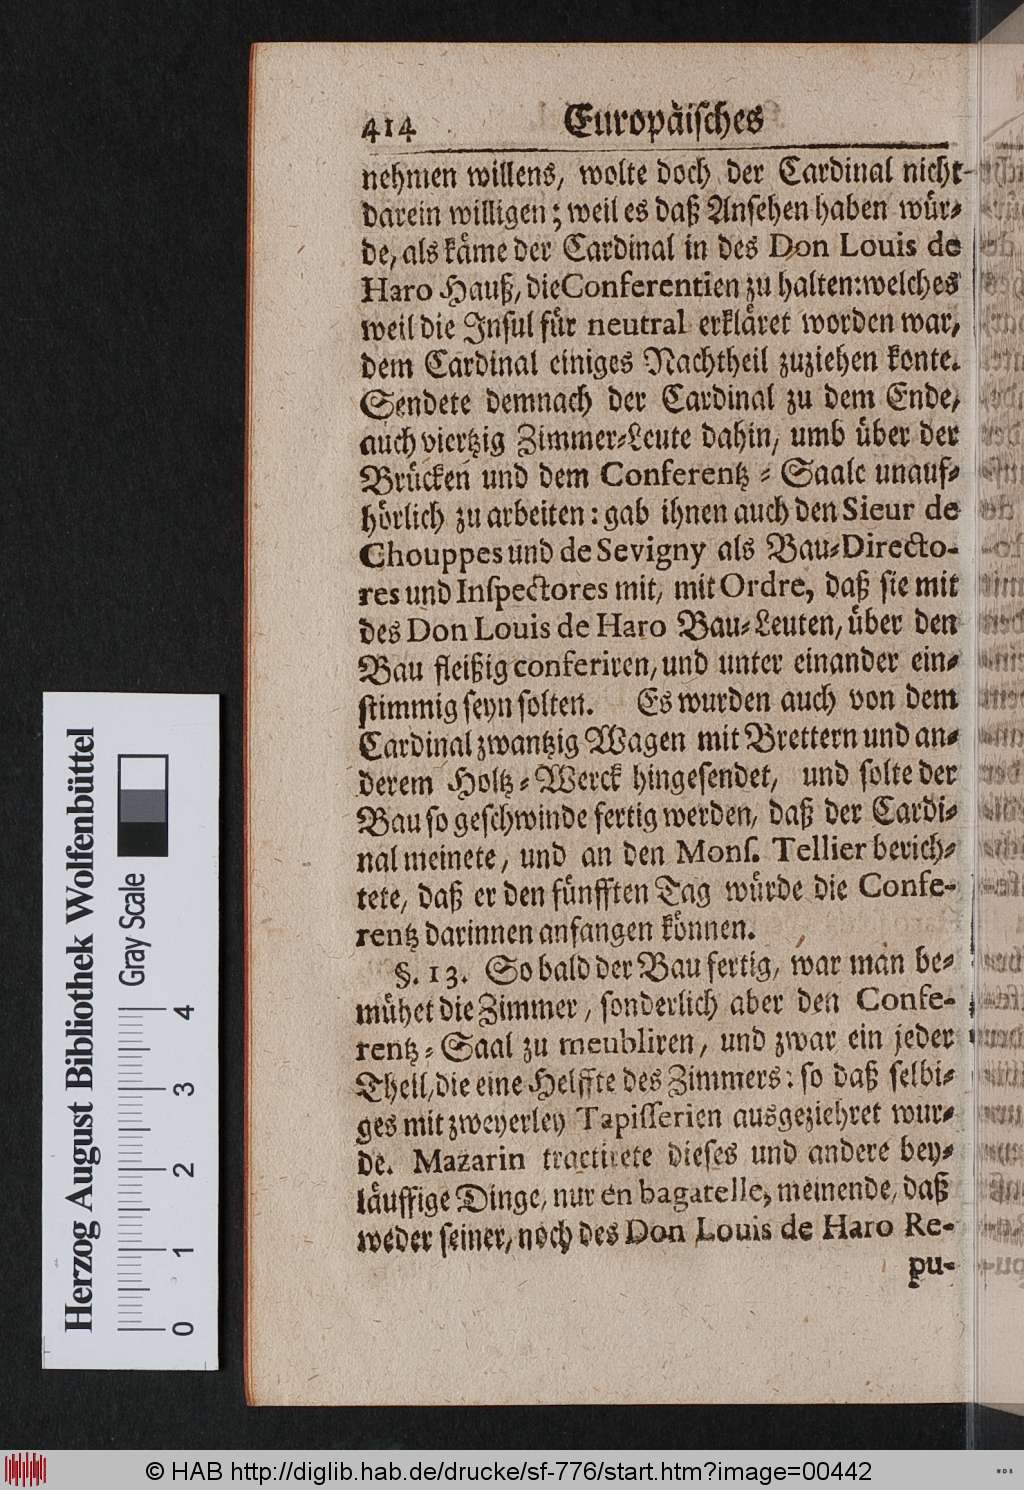 414 Europäisches
nehmen willens, wolte doch der Cardinal nicht
darein willigen; weil es daß Ansehen haben wür-
de, als käme der Cardinal in des Don Louis de
Haro Hauß, die Conferentien zu halten: welches
weil die Insul für neutral erkläret worden war,
dem Cardinal einiges Nachtheil zuziehen konte.
Sendete demnach der Cardinal zu dem Ende,
auch viertzig Zimmer-Leute dahin, umb über der
Brücken und dem Conferentz-Saale unauf-
hörlich zu arbeiten: gab ihnen auch den Sieur de
Chouppes und de Sevigny als Bau-Directo-
res und Inspectores mit, mit Ordre, daß sie mit
des Don Louis de Haro Bau-Leuten, über den
Bau fleißig conferiren, und unter einander ein-
stimmig seyn solten. Es wurden auch von dem
Cardinal zwantzig Wagen mit Brettern und an-
derem Holtz-Werck hingesendet, und solte der
Bau so geschwinde fertig werden, daß der Cardi-
nal meinete, und an den Mons. Tellier berich-
tete, daß er den fünfften Tag würde die Confe-
rentz darinnen anfangen können.
§. 13. So bald der Bau fertig, war man be-
mühet die Zimmer, sonderlich aber den Confe-
rentz-Saal zu meubliren, und zwar ein jeder
Theil, die eine Helffte des Zimmers: so daß selbi-
ges mit zweyerley Tapisserien ausgeziehret wur-
de. Mazarin tractirete dieses und andere bey-
läuffige Dinge, nur en bagatelle, meinende, daß
weder seiner, noch des Don Louis de Haro Re-
pu-
Herzog August Bibliothek Wolfenbüttel
Gray Scale
0 1 2 3 4
© HAB http://diglib.hab.de/drucke/sf-776/start.htm?image=00442